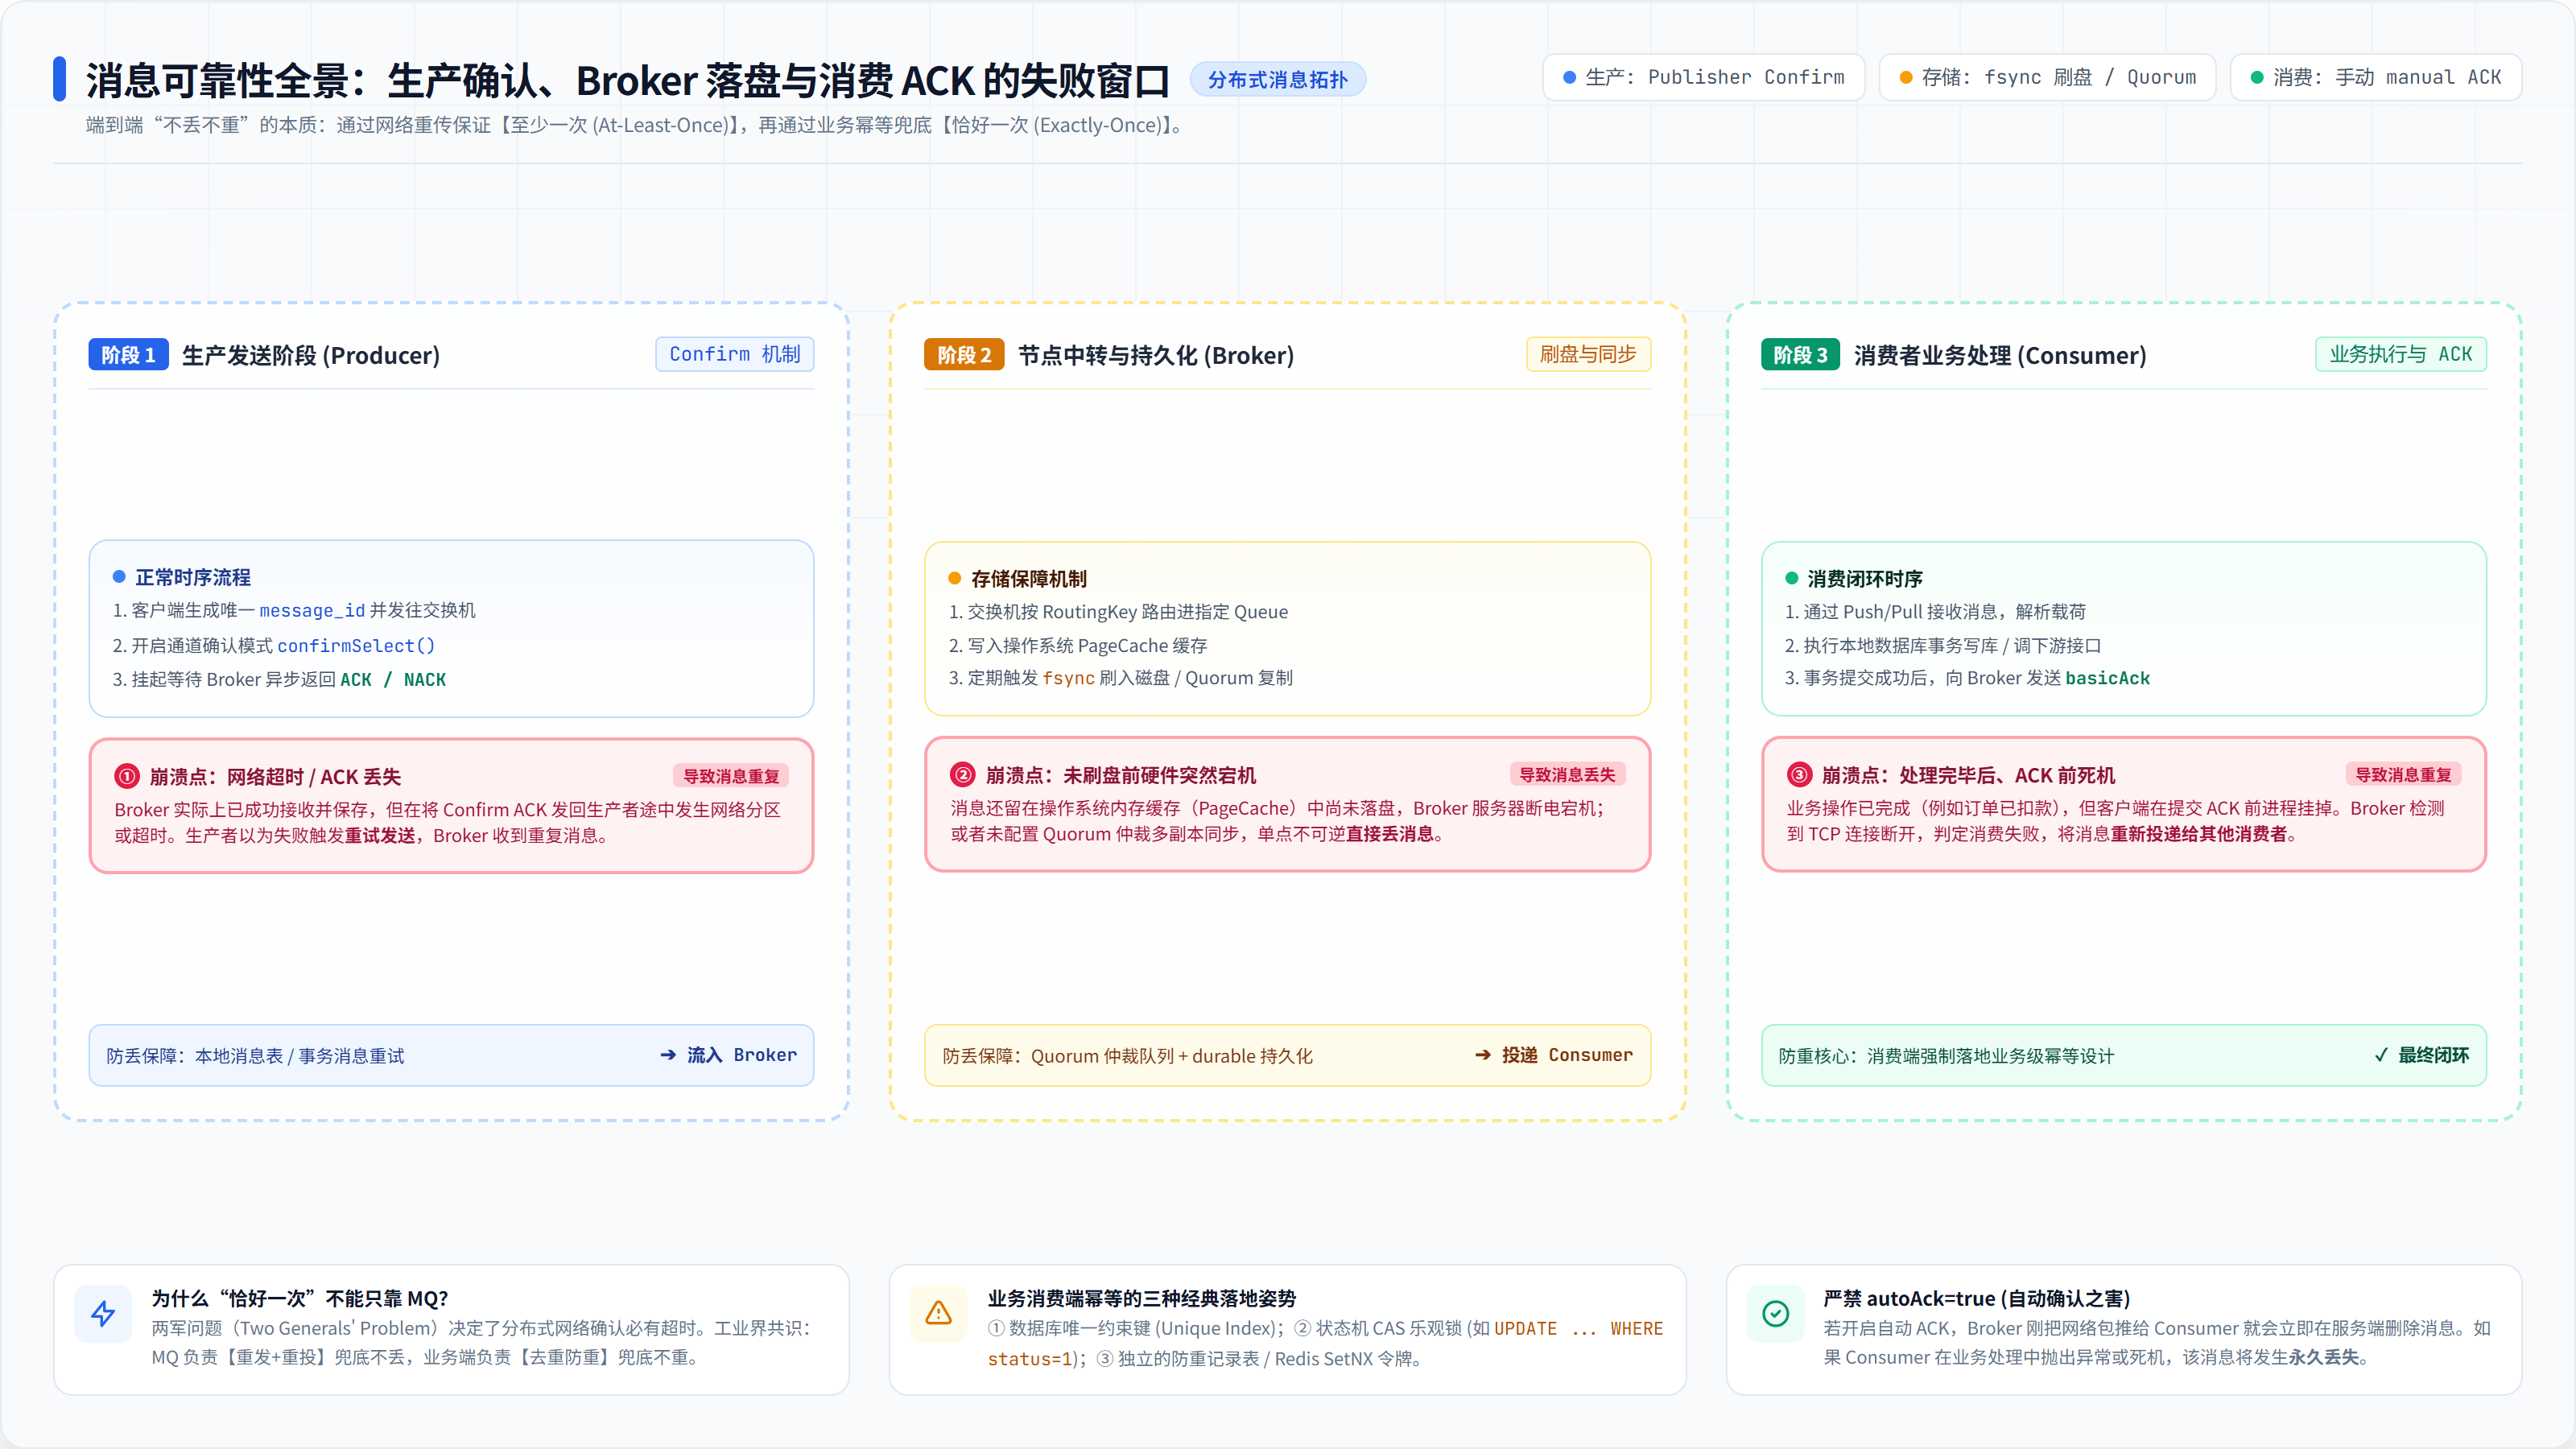 消息可靠性全景：生产确认、Broker 落盘与消费 ACK 的失败窗口
分布式消息拓扑
生产: Publisher Confirm
存储: fsync 刷盘 / Quorum
消费: 手动 manual ACK
端到端“不丢不重”的本质：通过网络重传保证【至少一次 (At-Least-Once)】，再通过业务幂等兜底【恰好一次 (Exactly-Once)】。
阶段 1 生产发送阶段 (Producer)
Confirm 机制
正常时序流程
1. 客户端生成唯一 message_id 并发往交换机
2. 开启通道确认模式 confirmSelect()
3. 挂起等待 Broker 异步返回 ACK / NACK
① 崩溃点：网络超时 / ACK 丢失
导致消息重复
Broker 实际上已成功接收并保存，但在将 Confirm ACK 发回生产者途中发生网络分区
或超时。生产者以为失败触发重试发送，Broker 收到重复消息。
防丢保障：本地消息表 / 事务消息重试
➔ 流入 Broker
阶段 2 节点中转与持久化 (Broker)
刷盘与同步
存储保障机制
1. 交换机按 RoutingKey 路由进指定 Queue
2. 写入操作系统 PageCache 缓存
3. 定期触发 fsync 刷入磁盘 / Quorum 复制
② 崩溃点：未刷盘前硬件突然宕机
导致消息丢失
消息还留在操作系统内存缓存（PageCache）中尚未落盘，Broker 服务器断电宕机；
或者未配置 Quorum 仲裁多副本同步，单点不可逆直接丢消息。
防丢保障：Quorum 仲裁队列 + durable 持久化
➔ 投递 Consumer
阶段 3 消费者业务处理 (Consumer)
业务执行与 ACK
消费闭环时序
1. 通过 Push/Pull 接收消息，解析载荷
2. 执行本地数据库事务写库 / 调下游接口
3. 事务提交成功后，向 Broker 发送 basicAck
③ 崩溃点：处理完毕后、ACK 前死机
导致消息重复
业务操作已完成（例如订单已扣款），但客户端在提交 ACK 前进程挂掉。Broker 检测
到 TCP 连接断开，判定消费失败，将消息重新投递给其他消费者。
防重核心：消费端强制落地业务级幂等设计
✓ 最终闭环
为什么“恰好一次”不能只靠 MQ？
两军问题（Two Generals' Problem）决定了分布式网络确认必有超时。工业界共识：
MQ 负责【重发+重投】兜底不丢，业务端负责【去重防重】兜底不重。
业务消费端幂等的三种经典落地姿势
① 数据库唯一约束键 (Unique Index)；② 状态机 CAS 乐观锁 (如 UPDATE ... WHERE
status=1)；③ 独立的防重记录表 / Redis SetNX 令牌。
严禁 autoAck=true (自动确认之害)
若开启自动 ACK，Broker 刚把网络包推给 Consumer 就会立即在服务端删除消息。如
果 Consumer 在业务处理中抛出异常或死机，该消息将发生永久丢失。